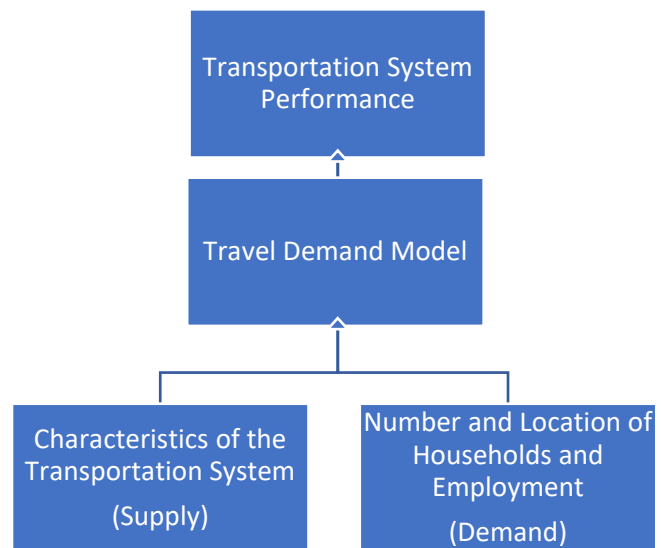 Transportation System
Performance
Travel Demand Model
Characteristics of the
Transportation System
(Supply)
Number and Location of
Households and
Employment
(Demand)